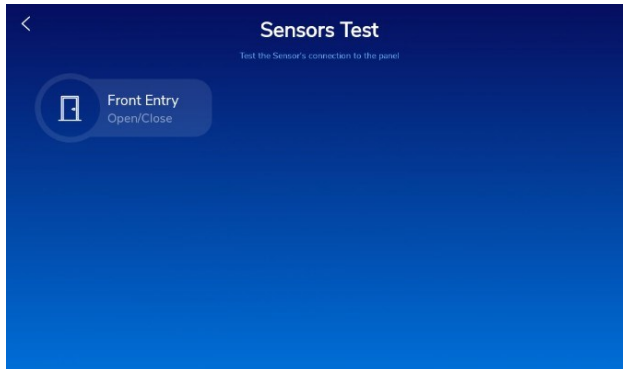 Sensors Test
Test the Sensor's connection to the panel
Front Entry
Open/Close